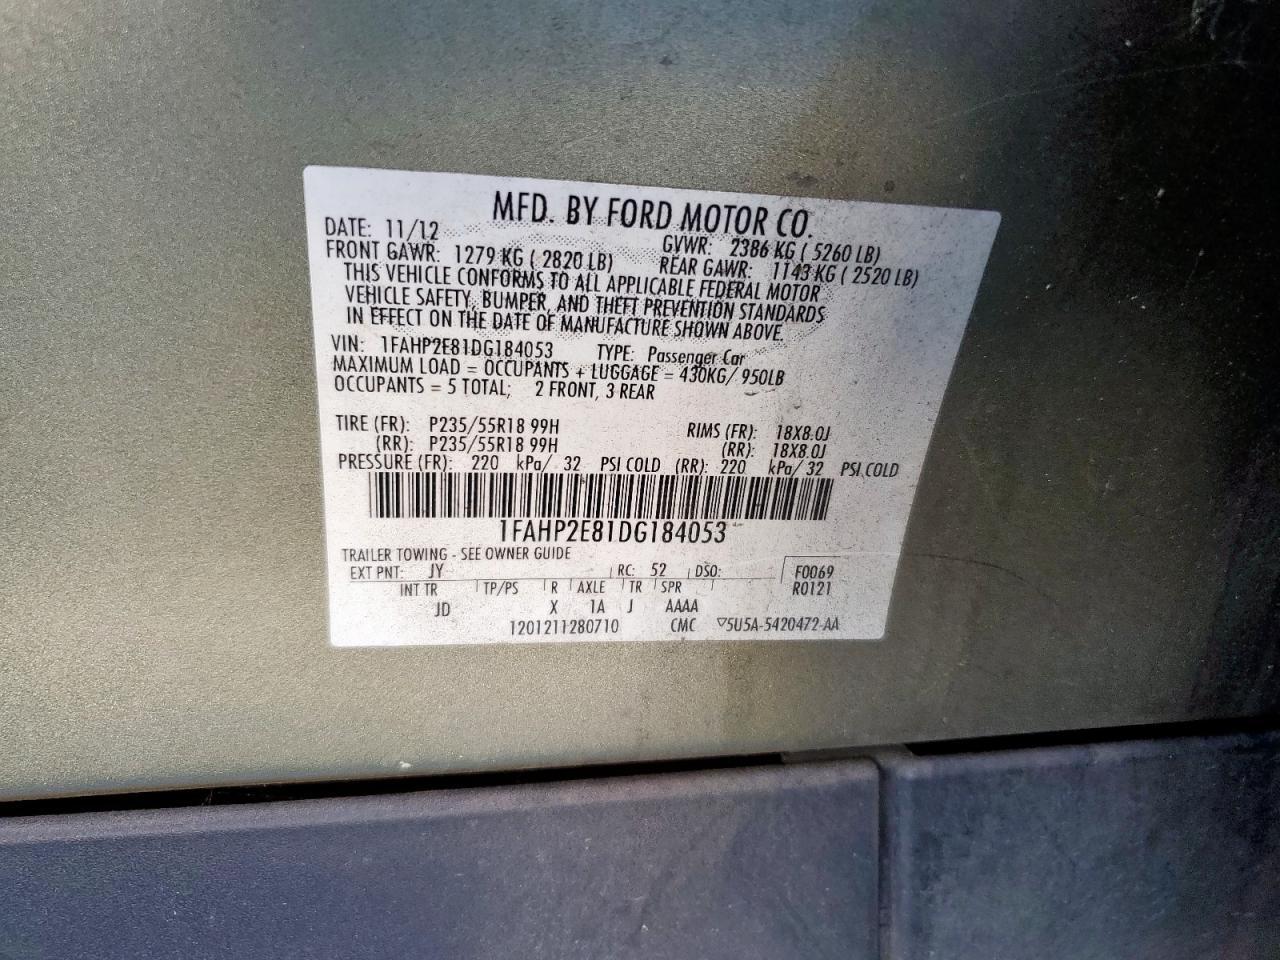 MFD. BY FORD MOTOR CO.
DATE: 11/12 GVWR: 2386 KG ( 5260 LB)
FRONT GAWR: 1279 KG ( 2820 LB) REAR GAWR: 1143 KG ( 2520 LB)
THIS VEHICLE CONFORMS TO ALL APPLICABLE FEDERAL MOTOR
VEHICLE SAFETY, BUMPER, AND THEFT PREVENTION STANDARDS
IN EFFECT ON THE DATE OF MANUFACTURE SHOWN ABOVE.
VIN: 1FAHP2E81DG184053 TYPE: Passenger Car
MAXIMUM LOAD = OCCUPANTS + LUGGAGE = 430KG/ 950LB
OCCUPANTS = 5 TOTAL; 2 FRONT, 3 REAR
TIRE (FR): P235/55R18 99H RIMS (FR): 18X8.0J
(RR): P235/55R18 99H (RR): 18X8.0J
PRESSURE (FR): 220 kPa/ 32 PSI COLD (RR): 220 kPa/ 32 PSI COLD
1FAHP2E81DG184053
TRAILER TOWING - SEE OWNER GUIDE
EXT PNT: JY RC: 52 DSO: F0069
INT TR TP/PS R AXLE TR SPR R0121
JD X 1A J AAAA
1201211280710 CMC ▽5U5A-5420472-AA